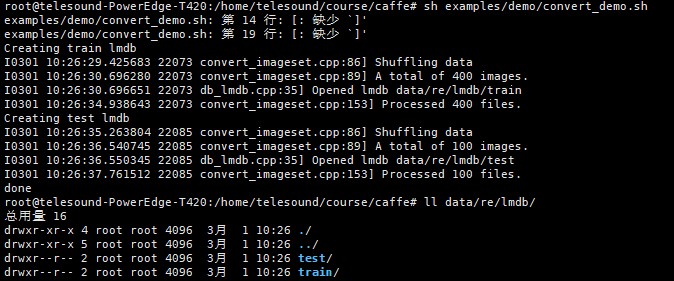 root@telesound-PowerEdge-T420:/home/telesound/course/caffe# sh examples/demo/convert_demo.sh
examples/demo/convert_demo.sh: 第 14 行: [: 缺少 `]'
examples/demo/convert_demo.sh: 第 19 行: [: 缺少 `]'
Creating train lmdb
I0301 10:26:29.425683 22073 convert_imageset.cpp:86] Shuffling data
I0301 10:26:30.696280 22073 convert_imageset.cpp:89] A total of 400 images.
I0301 10:26:30.696651 22073 db_lmdb.cpp:35] Opened lmdb data/re/lmdb/train
I0301 10:26:34.938643 22073 convert_imageset.cpp:153] Processed 400 files.
Creating test lmdb
I0301 10:26:35.263804 22085 convert_imageset.cpp:86] Shuffling data
I0301 10:26:36.540745 22085 convert_imageset.cpp:89] A total of 100 images.
I0301 10:26:36.550345 22085 db_lmdb.cpp:35] Opened lmdb data/re/lmdb/test
I0301 10:26:37.761512 22085 convert_imageset.cpp:153] Processed 100 files.
done
root@telesound-PowerEdge-T420:/home/telesound/course/caffe# ll data/re/lmdb/
总用量 16
drwxr-xr-x 4 root root 4096  3月  1 10:26 ./
drwxr-xr-x 5 root root 4096  3月  1 10:26 ../
drwxr--r-- 2 root root 4096  3月  1 10:26 test/
drwxr--r-- 2 root root 4096  3月  1 10:26 train/